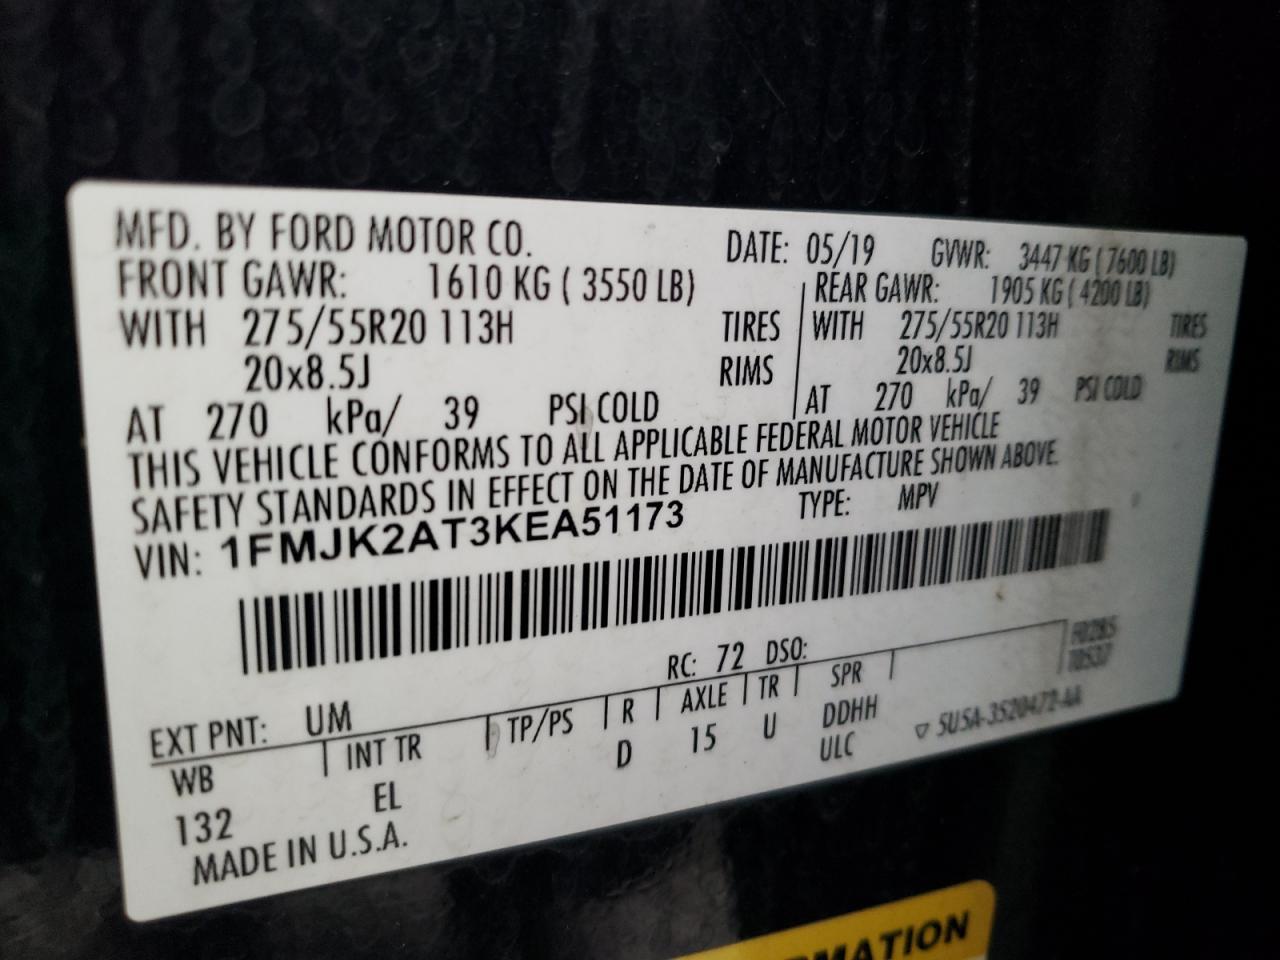 MFD. BY FORD MOTOR CO. DATE: 05/19 GVWR: 3447 KG ( 7600 LB)
FRONT GAWR: 1610 KG ( 3550 LB) REAR GAWR: 1905 KG ( 4200 LB)
WITH 275/55R20 113H TIRES WITH 275/55R20 113H TIRES
20x8.5J RIMS 20x8.5J RIMS
AT 270 kPa/ 39 PSI COLD AT 270 kPa/ 39 PSI COLD
THIS VEHICLE CONFORMS TO ALL APPLICABLE FEDERAL MOTOR VEHICLE
SAFETY STANDARDS IN EFFECT ON THE DATE OF MANUFACTURE SHOWN ABOVE.
VIN: 1FMJK2AT3KEA51173 TYPE: MPV
RC: 72 DSO:
EXT PNT: UM
WB INT TR TP/PS R AXLE TR SPR
132 EL D 15 U DDHH
ULC
MADE IN U.S.A.
▽ 5U5A-3520472-AA
RMATION